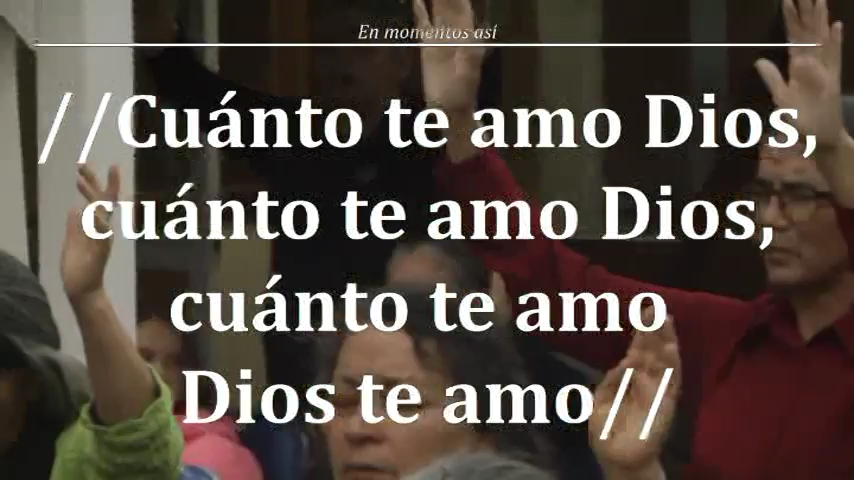 En momentos así
//Cuánto te amo Dios,
cuánto te amo Dios,
cuánto te amo
Dios te amo//